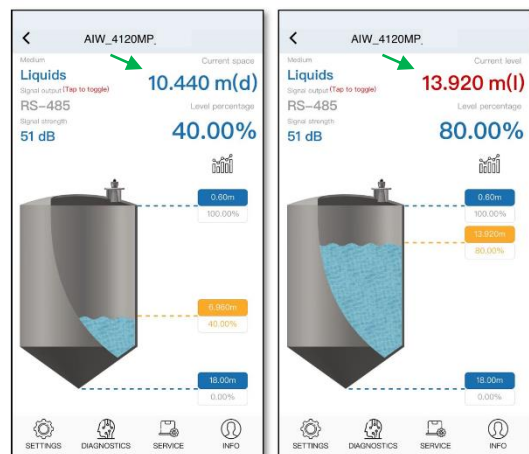 AIW_4120MP.
Medium
Current space
Liquids
10.440 m(d)
Signal output (Tap to toggle)
RS-485
Level percentage
Signal strength
40.00%
51 dB
0.60m
100.00%
6.960m
40.00%
18.00m
0.00%
SETTINGS
DIAGNOSTICS
SERVICE
INFO
AIW_4120MP.
Medium
Current level
Liquids
13.920 m(l)
Signal output (Tap to toggle)
RS-485
Level percentage
Signal strength
80.00%
51 dB
0.60m
100.00%
13.920m
80.00%
18.00m
0.00%
SETTINGS
DIAGNOSTICS
SERVICE
INFO